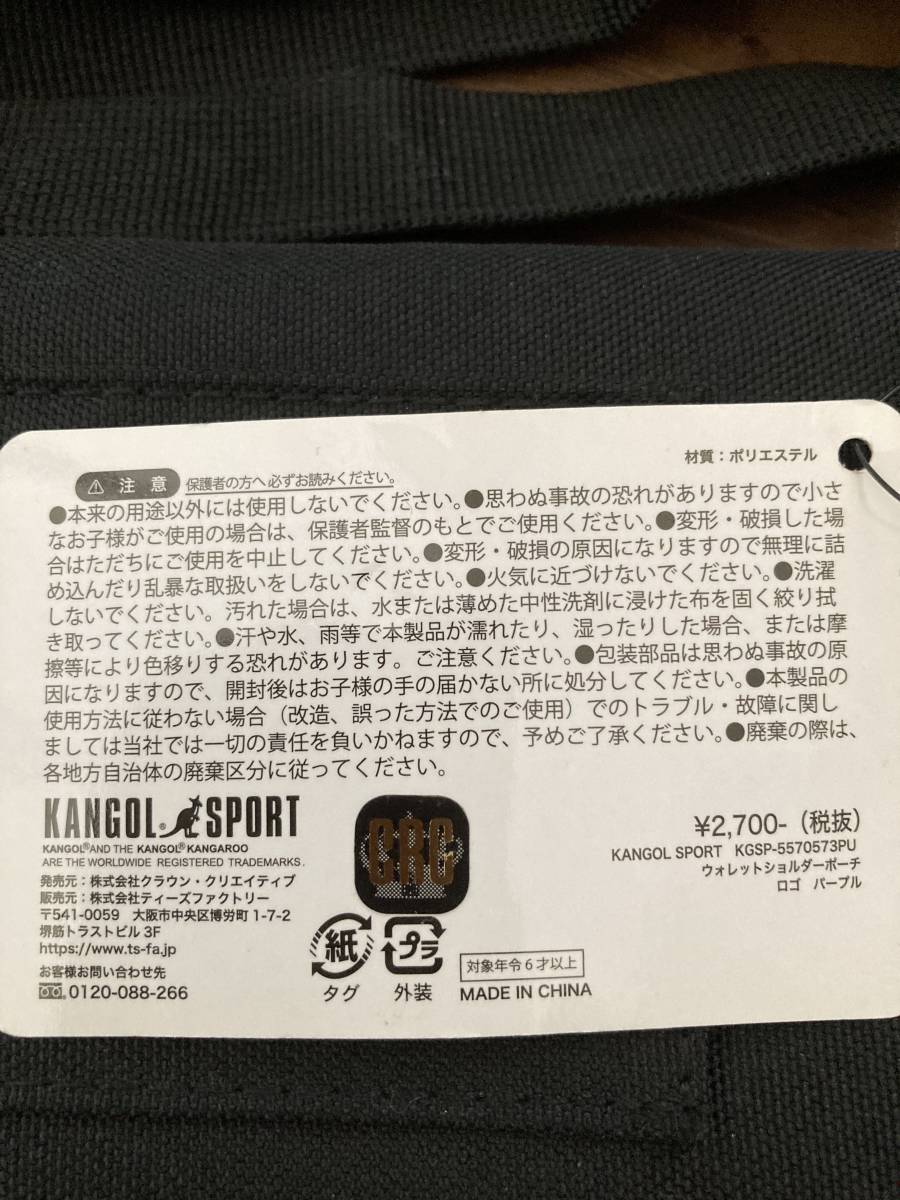 材質：ポリエステル
⚠ 注意 保護者の方へ必ずお読みください。
●本来の用途以外には使用しないでください。●思わぬ事故の恐れがありますので小さ
なお子様がご使用の場合は、保護者監督のもとでご使用ください。●変形・破損した場
合はただちにご使用を中止してください。●変形・破損の原因になりますので無理に詰
め込んだり乱暴な取扱いをしないでください。●火気に近づけないでください。●洗濯
しないでください。汚れた場合は、水または薄めた中性洗剤に浸けた布を固く絞り拭
き取ってください。●汗や水、雨等で本製品が濡れたり、湿ったりした場合、または摩
擦等により色移りする恐れがあります。ご注意ください。●包装部品は思わぬ事故の原
因になりますので、開封後はお子様の手の届かない所に処分してください。●本製品の
使用方法に従わない場合（改造、誤った方法でのご使用）でのトラブル・故障に関し
ましては当社では一切の責任を負いかねますので、予めご了承ください。●廃棄の際は、
各地方自治体の廃棄区分に従ってください。
KANGOL® SPORT
KANGOL® AND THE KANGOL® KANGAROO
ARE THE WORLDWIDE REGISTERED TRADEMARKS.
発売元：株式会社クラウン・クリエイティブ
販売元：株式会社ティーズファクトリー
〒541-0059 大阪市中央区博労町 1-7-2
堺筋トラストビル 3F
https://www.ts-fa.jp
お客様お問い合わせ先
0120-088-266
CRC
紙
タグ
プラ
外装
対象年令6才以上
MADE IN CHINA
¥2,700-（税抜）
KANGOL SPORT KGSP-5570573PU
ウォレットショルダーポーチ
ロゴ パープル